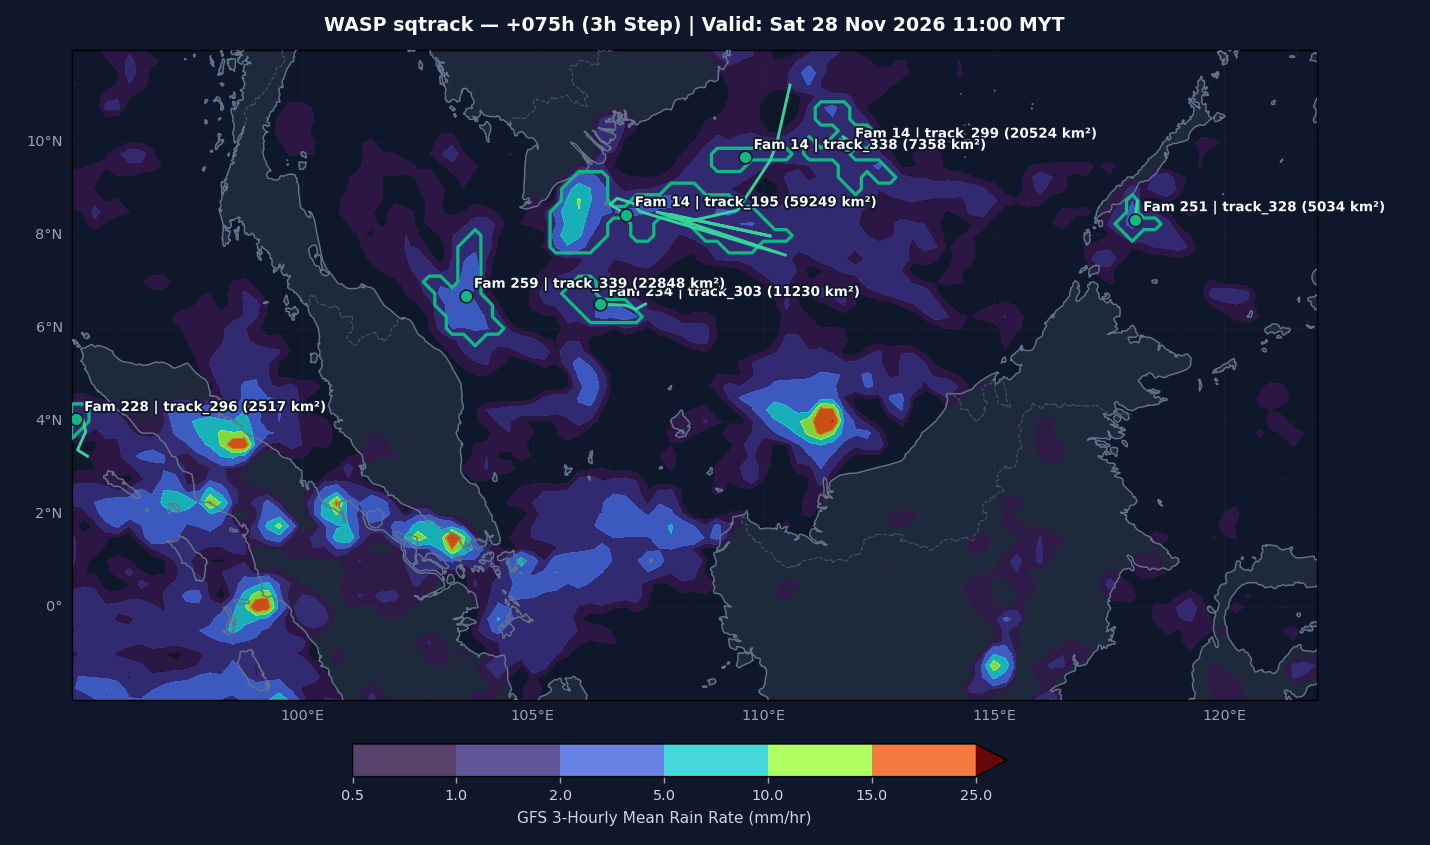 WASP sqtrack — +075h (3h Step) | Valid: Sat 28 Nov 2026 11:00 MYT
10°N
8°N
6°N
4°N
2°N
0°
Fam 14 | track_299 (20524 km²)
Fam 14 | track_338 (7358 km²)
Fam 14 | track_195 (59249 km²)
Fam 251 | track_328 (5034 km²)
Fam 259 | track_339 (22848 km²)
Fam 234 | track_303 (11230 km²)
Fam 228 | track_296 (2517 km²)
100°E
105°E
110°E
115°E
120°E
0.5
1.0
2.0
5.0
10.0
15.0
25.0
GFS 3-Hourly Mean Rain Rate (mm/hr)